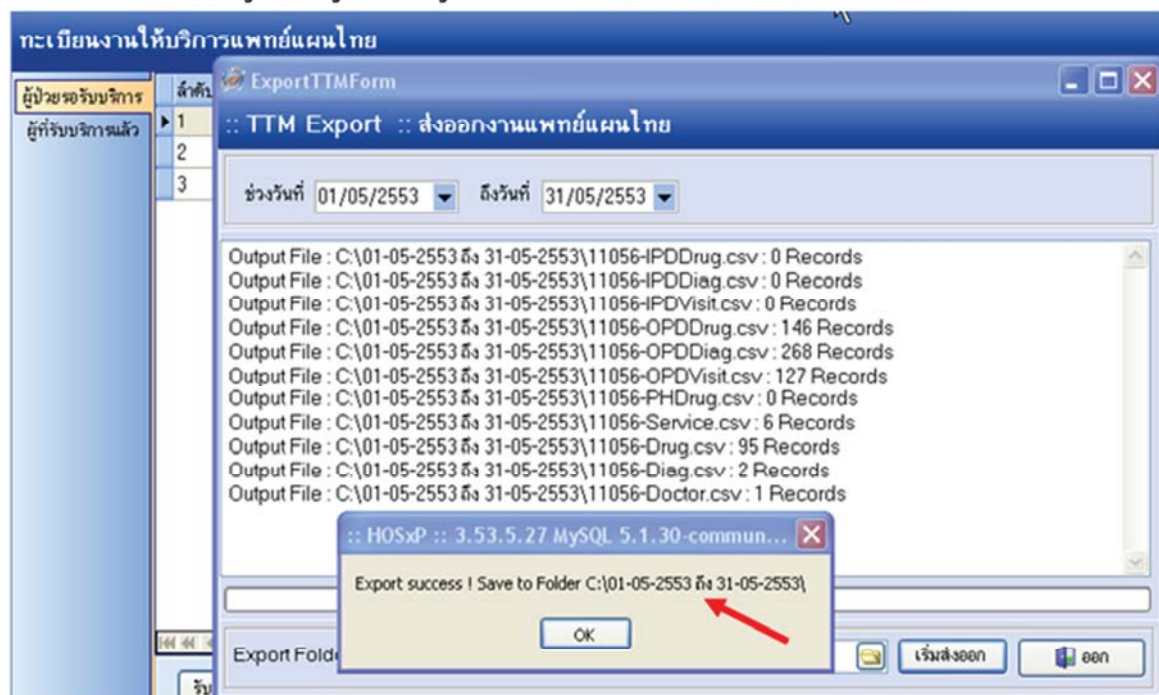 ทะเบียนงานให้บริการแพทย์แผนไทย
ผู้ป่วยรอรับบริการ
ผู้ที่รับบริการแล้ว
ลำดับ
1
2
3
ExportTTMForm
:: TTM Export :: ส่งออกงานแพทย์แผนไทย
ช่วงวันที่ 01/05/2553 ถึงวันที่ 31/05/2553
Output File : C:\01-05-2553 ถึง 31-05-2553\11056-IPDDrug.csv : 0 Records
Output File : C:\01-05-2553 ถึง 31-05-2553\11056-IPDDiag.csv : 0 Records
Output File : C:\01-05-2553 ถึง 31-05-2553\11056-IPDVisit.csv : 0 Records
Output File : C:\01-05-2553 ถึง 31-05-2553\11056-OPDDrug.csv : 146 Records
Output File : C:\01-05-2553 ถึง 31-05-2553\11056-OPDDiag.csv : 268 Records
Output File : C:\01-05-2553 ถึง 31-05-2553\11056-OPDVisit.csv : 127 Records
Output File : C:\01-05-2553 ถึง 31-05-2553\11056-PHDrug.csv : 0 Records
Output File : C:\01-05-2553 ถึง 31-05-2553\11056-Service.csv : 6 Records
Output File : C:\01-05-2553 ถึง 31-05-2553\11056-Drug.csv : 95 Records
Output File : C:\01-05-2553 ถึง 31-05-2553\11056-Diag.csv : 2 Records
Output File : C:\01-05-2553 ถึง 31-05-2553\11056-Doctor.csv : 1 Records
:: HOSxP :: 3.53.5.27 MySQL 5.1.30-commun...
Export success ! Save to Folder C:\01-05-2553 ถึง 31-05-2553\
OK
Export Folde
เริ่มส่งออก
ออก